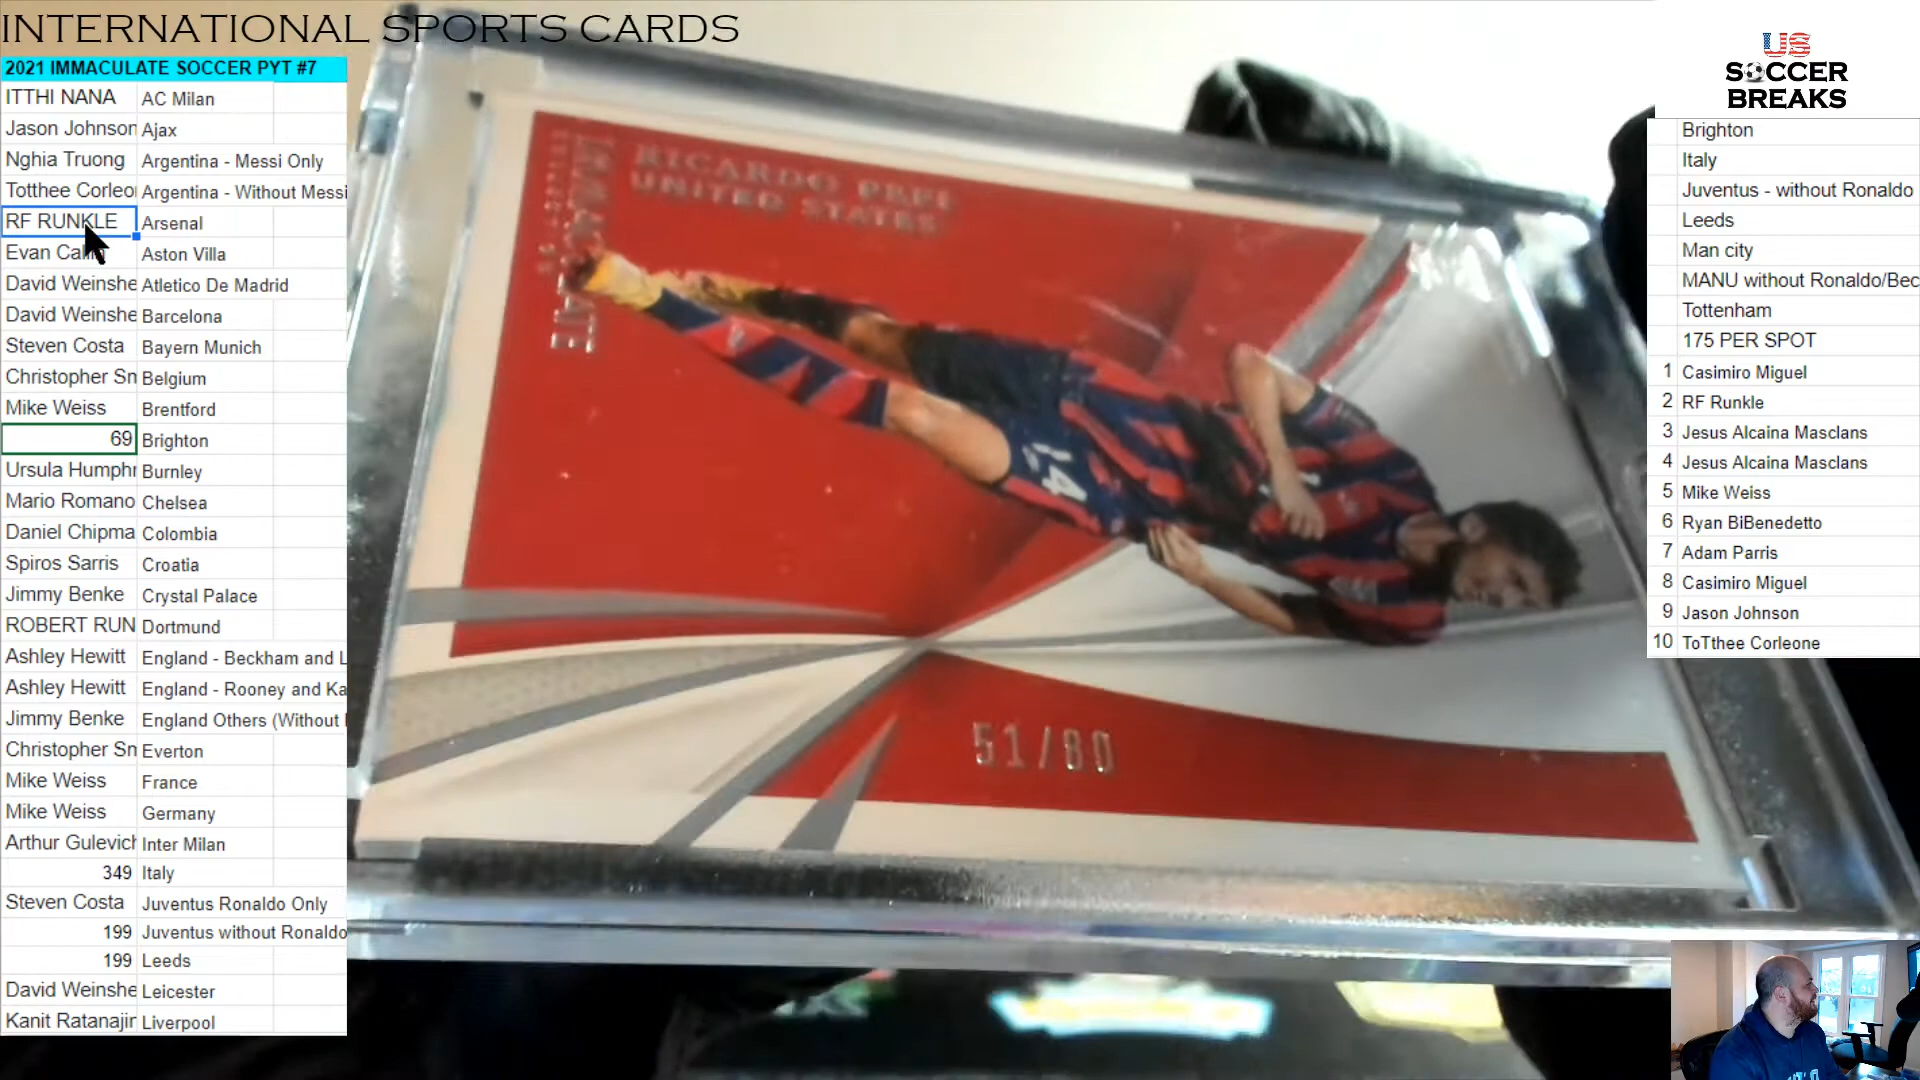 INTERNATIONAL SPORTS CARDS
2021 IMMACULATE SOCCER PYT #7
ITTHI NANA AC Milan
Jason Johnson Ajax
Nghia Truong Argentina - Messi Only
Totthee Corleo Argentina - Without Messi
RF RUNKLE Arsenal
Evan Aston Villa
David Weinshe Atletico De Madrid
David Weinshe Barcelona
Steven Costa Bayern Munich
Christopher Sn Belgium
Mike Weiss Brentford
69 Brighton
Ursula Humphr Burnley
Mario Romano Chelsea
Daniel Chipma Colombia
Spiros Sarris Croatia
Jimmy Benke Crystal Palace
ROBERT RUN Dortmund
Ashley Hewitt England - Beckham and L
Ashley Hewitt England - Rooney and Ka
Jimmy Benke England Others (Without
Christopher Sn Everton
Mike Weiss France
Mike Weiss Germany
Arthur Gulevich Inter Milan
349 Italy
Steven Costa Juventus Ronaldo Only
199 Juventus without Ronaldo
199 Leeds
David Weinshe Leicester
Kanit Ratanajir Liverpool
RICARDO PEPI
UNITED STATES
IMMACULATE
14
51/80
US
SOCCER
BREAKS
Brighton
Italy
Juventus - without Ronaldo
Leeds
Man city
MANU without Ronaldo/Bec
Tottenham
175 PER SPOT
1 Casimiro Miguel
2 RF Runkle
3 Jesus Alcaina Masclans
4 Jesus Alcaina Masclans
5 Mike Weiss
6 Ryan BiBenedetto
7 Adam Parris
8 Casimiro Miguel
9 Jason Johnson
10 ToTthee Corleone